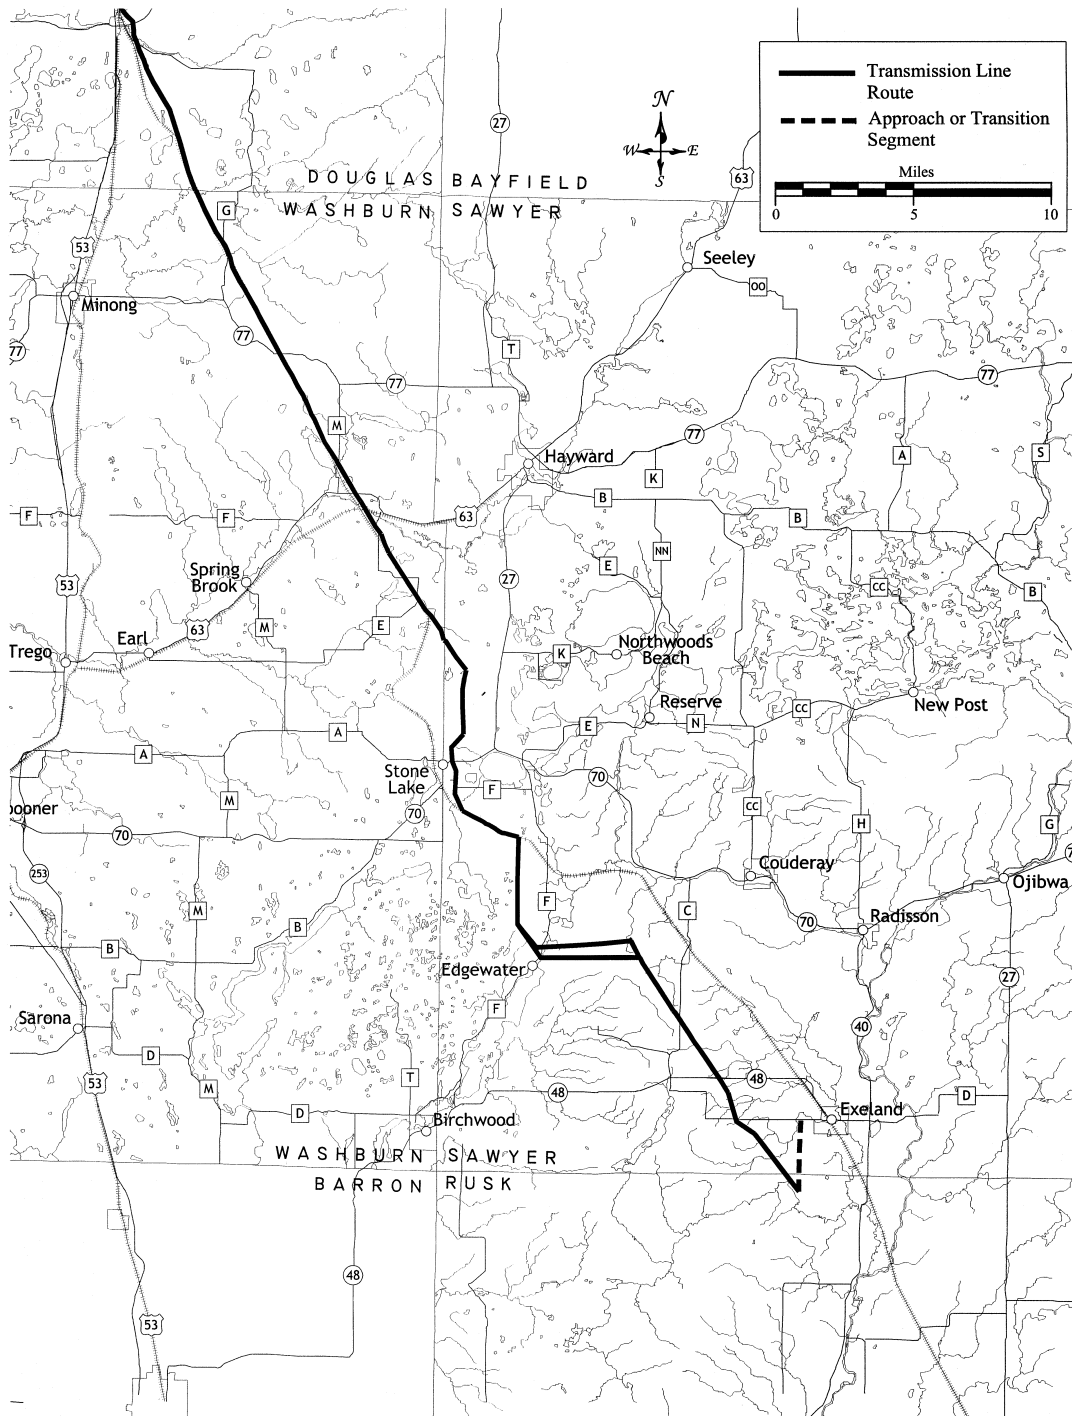 Transmission Line
Route
Approach or Transition
Segment
Miles
0 5 10
N
W E
S
27
63
DOUGLAS BAYFIELD
WASHBURN SAWYER
G
53
Seeley
OO
Minong
77
77
T
77
77
M
77
Hayward
A
S
K
B
F
F
63
B
NN
E
Spring
Brook
53
27
CC
B
63
M
E
Earl
Trego
K
Northwoods
Beach
Reserve
New Post
CC
E
N
A
A
Stone
Lake
70
F
M
70
CC
H
G
70
ooner
253
Couderay
Ojibwa
7
M
F
C
70
Radisson
B
B
Edgewater
27
F
Sarona
40
D
T
53
M
48
48
D
D
Exeland
Birchwood
WASHBURN SAWYER
BARRON RUSK
48
53